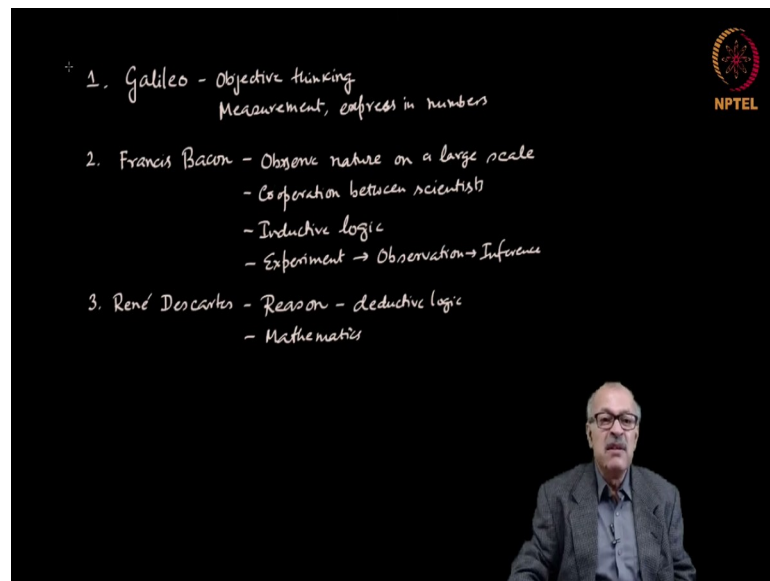 1. Galileo - Objective thinking
Measurement, express in numbers
2. Francis Bacon - Observe nature on a large scale
- Cooperation between scientists
- Inductive logic
- Experiment → Observation → Inference
3. René Descartes - Reason - deductive logic
- Mathematics
NPTEL